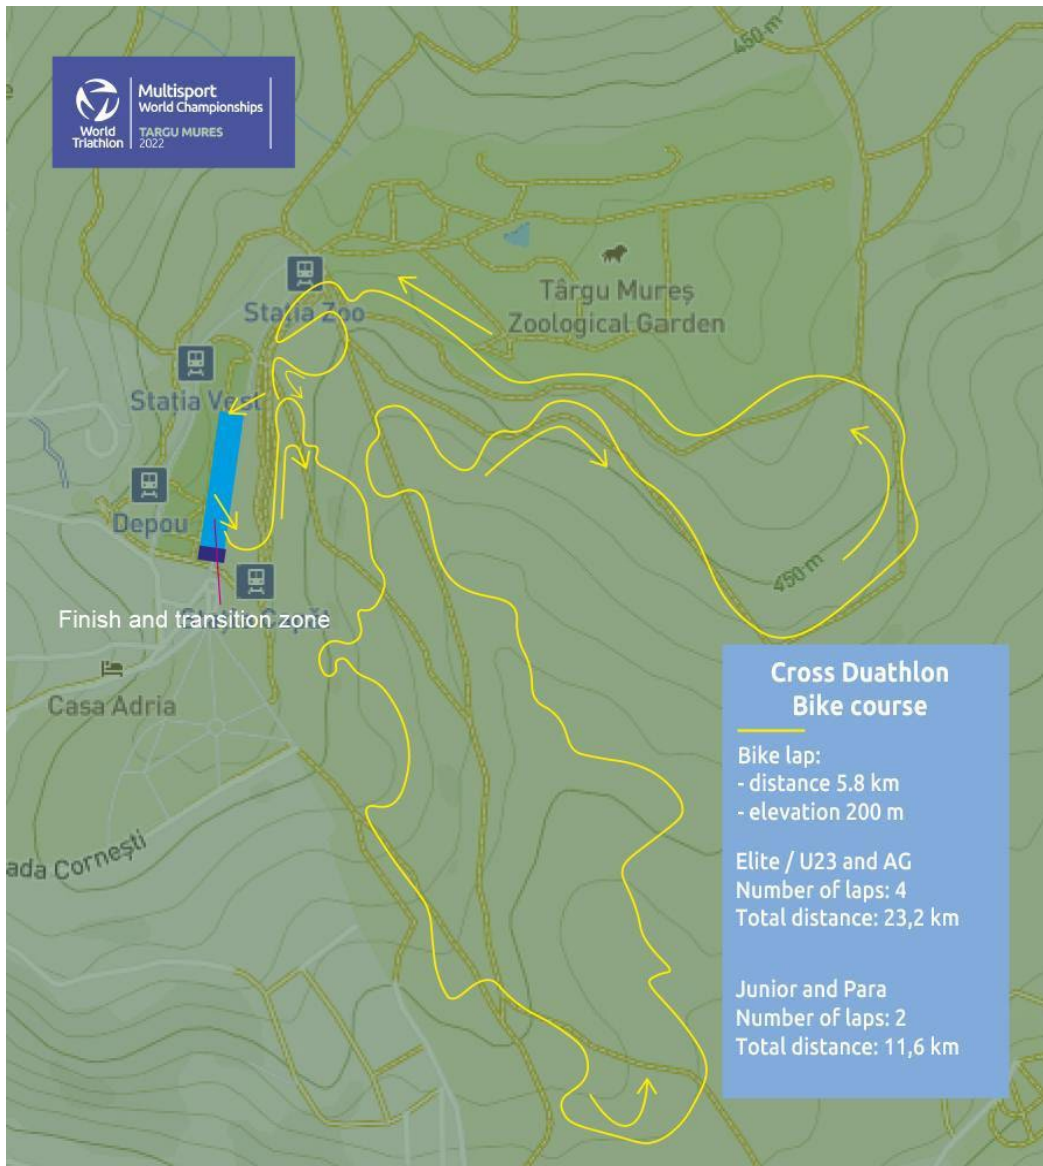 450 m
Multisport
World Championships
World
Triathlon
TARGU MURES
2022
Stația Zoo
Târgu Mureș
Zoological Garden
Stația Vest
Depou
450 m
Finish and transition zone
Casa Adria
ada Cornești
Cross Duathlon
Bike course
Bike lap:
- distance 5.8 km
- elevation 200 m
Elite / U23 and AG
Number of laps: 4
Total distance: 23,2 km
Junior and Para
Number of laps: 2
Total distance: 11,6 km